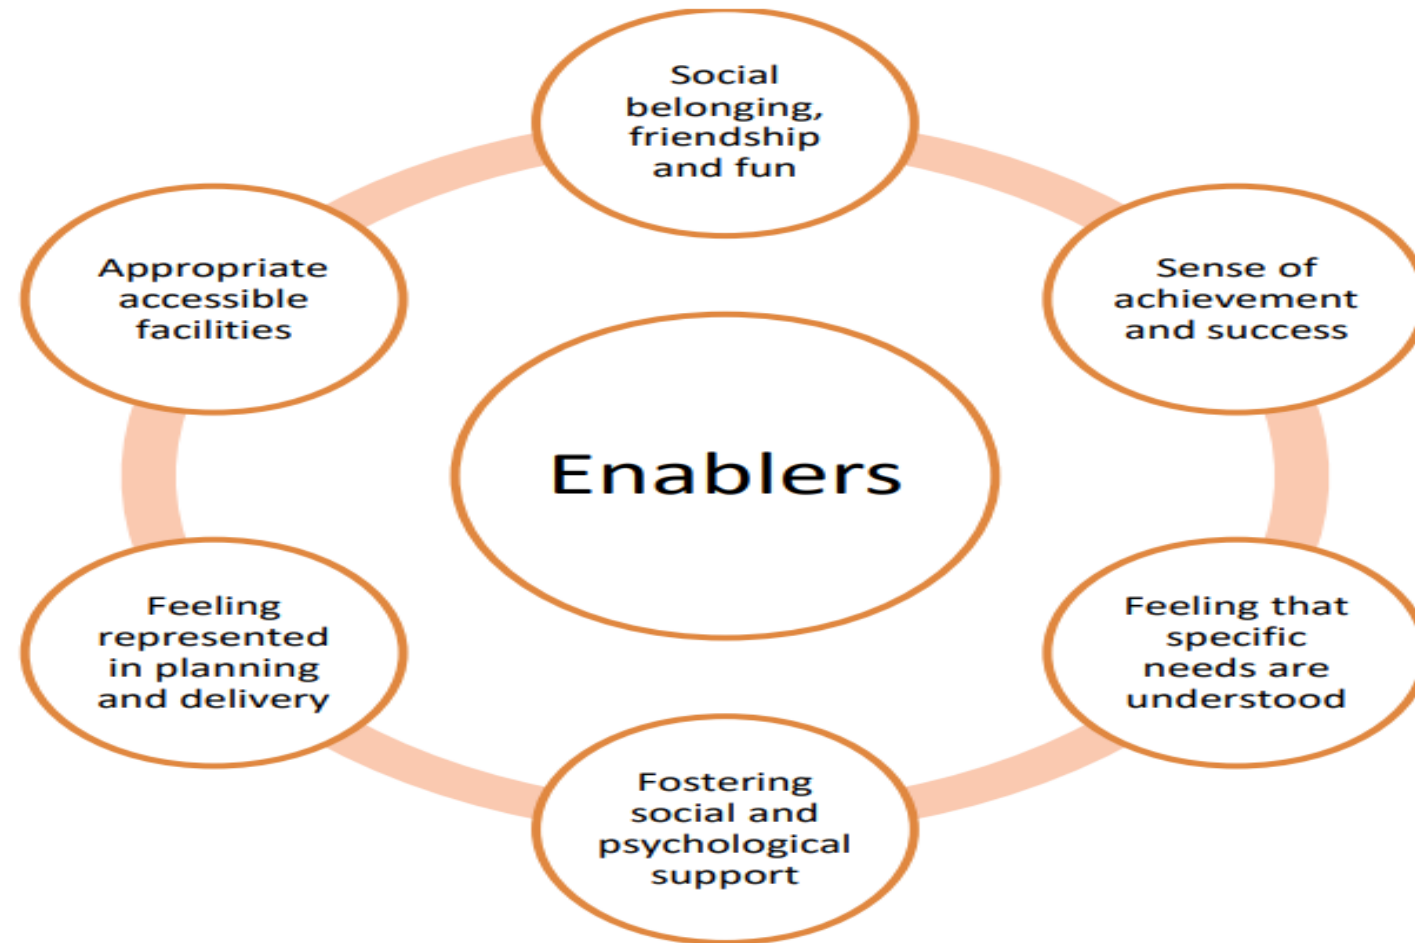 Social
belonging,
friendship
and fun
Appropriate
accessible
facilities
Sense of
achievement
and success
Enablers
Feeling
represented
in planning
and delivery
Feeling that
specific
needs are
understood
Fostering
social and
psychological
support